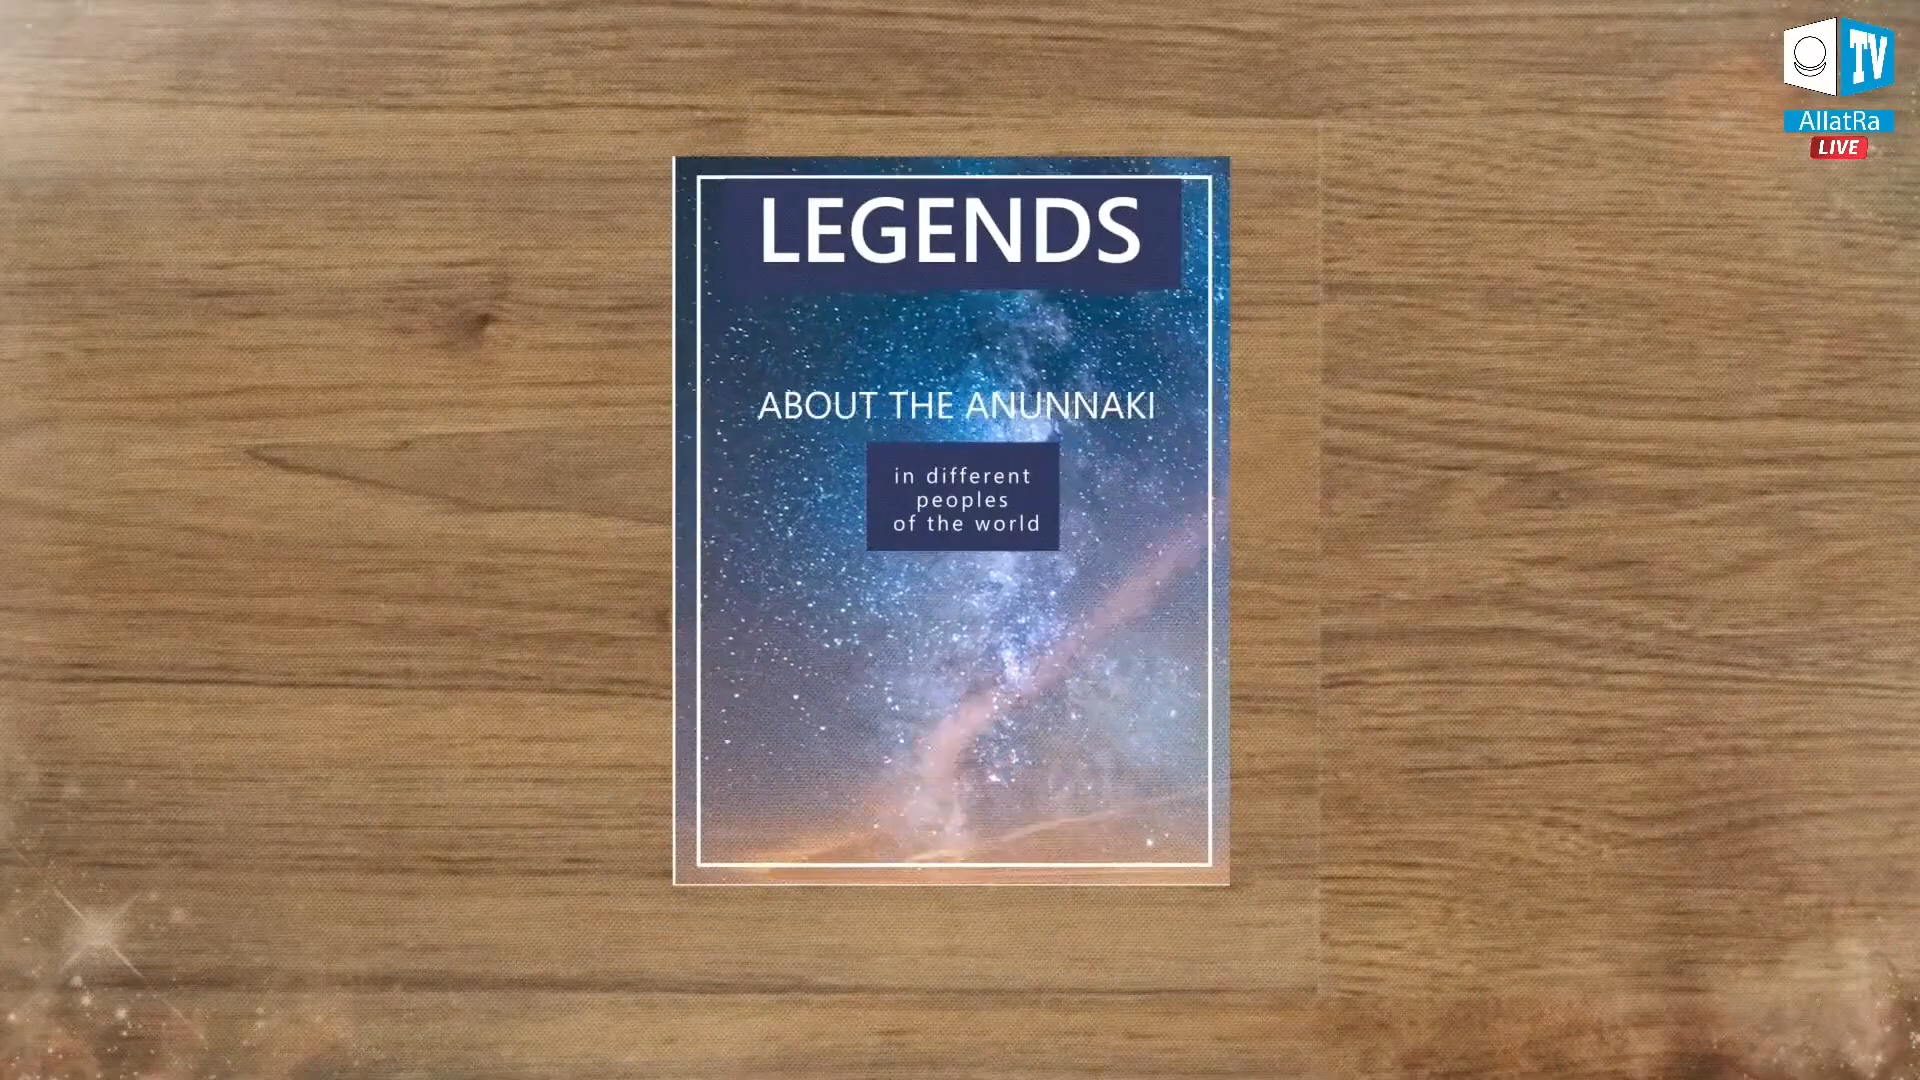 LEGENDS
ABOUT THE ANUNNAKI
in different
peoples
of the world
TV
AllatRa
LIVE